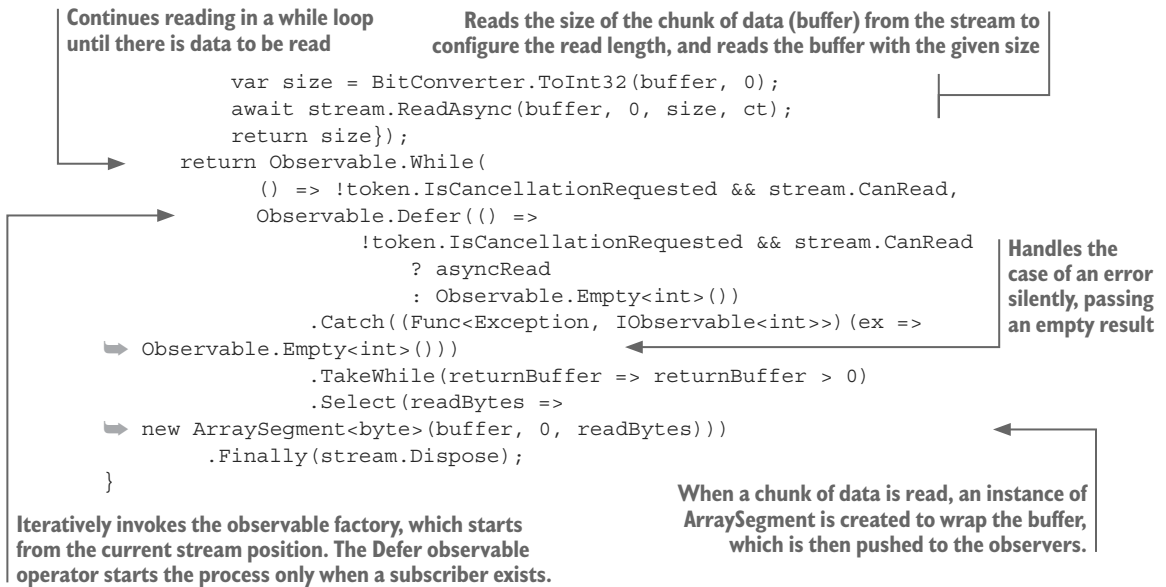 Continues reading in a while loop
until there is data to be read
Reads the size of the chunk of data (buffer) from the stream to
configure the read length, and reads the buffer with the given size
var size = BitConverter.ToInt32(buffer, 0);
await stream.ReadAsync(buffer, 0, size, ct);
return size});
return Observable.While(
() => !token.IsCancellationRequested && stream.CanRead,
Observable.Defer(() =>
!token.IsCancellationRequested && stream.CanRead
? asyncRead
: Observable.Empty<int>())
.Catch((Func<Exception, IObservable<int>>)(ex =>
Observable.Empty<int>()))
.TakeWhile(returnBuffer => returnBuffer > 0)
.Select(readBytes =>
new ArraySegment<byte>(buffer, 0, readBytes)))
.Finally(stream.Dispose);
}
Handles the
case of an error
silently, passing
an empty result
When a chunk of data is read, an instance of
ArraySegment is created to wrap the buffer,
which is then pushed to the observers.
Iteratively invokes the observable factory, which starts
from the current stream position. The Defer observable
operator starts the process only when a subscriber exists.